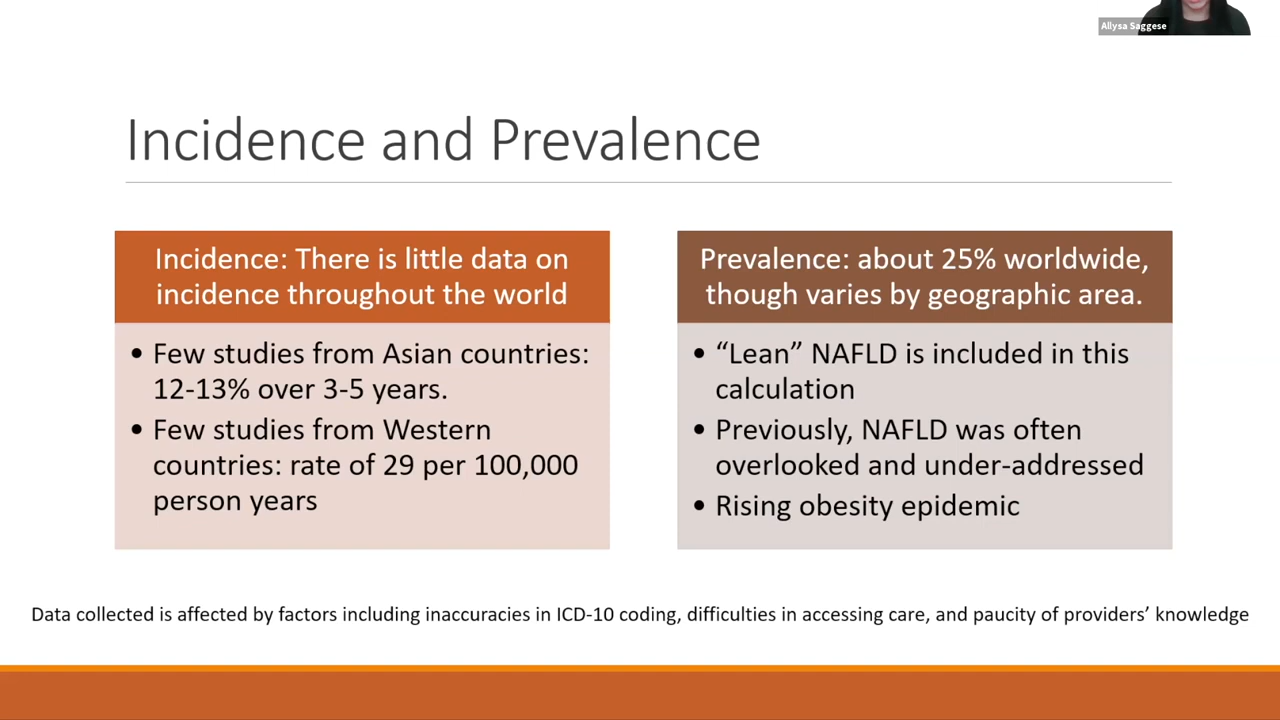 Allysa Saggese
Incidence and Prevalence
Incidence: There is little data on
incidence throughout the world
• Few studies from Asian countries:
12-13% over 3-5 years.
• Few studies from Western
countries: rate of 29 per 100,000
person years
Prevalence: about 25% worldwide,
though varies by geographic area.
• “Lean” NAFLD is included in this
calculation
• Previously, NAFLD was often
overlooked and under-addressed
• Rising obesity epidemic
Data collected is affected by factors including inaccuracies in ICD-10 coding, difficulties in accessing care, and paucity of providers’ knowledge